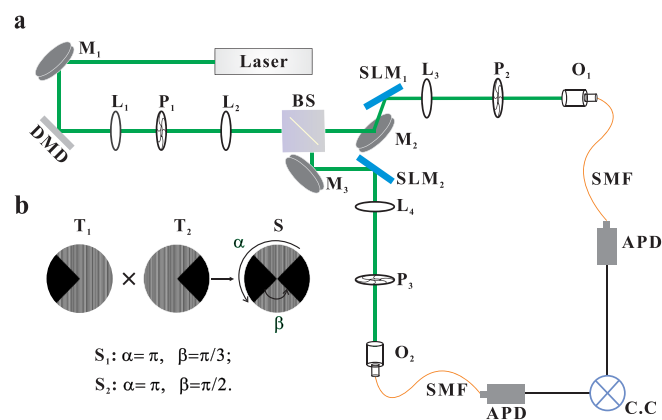 a
M₁
Laser
SLM₁
L₃
P₂
O₁
L₁
P₁
L₂
BS
DMD
M₂
M₃
SLM₂
SMF
b
T₁
T₂
S
L₄
APD
α
×
P₃
β
S₁: α= π, β=π/3;
O₂
S₂: α= π, β=π/2.
SMF
APD
C.C